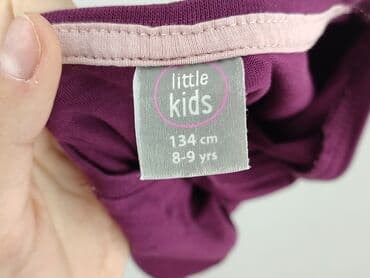 little
kids
134 cm
8-9 yrs